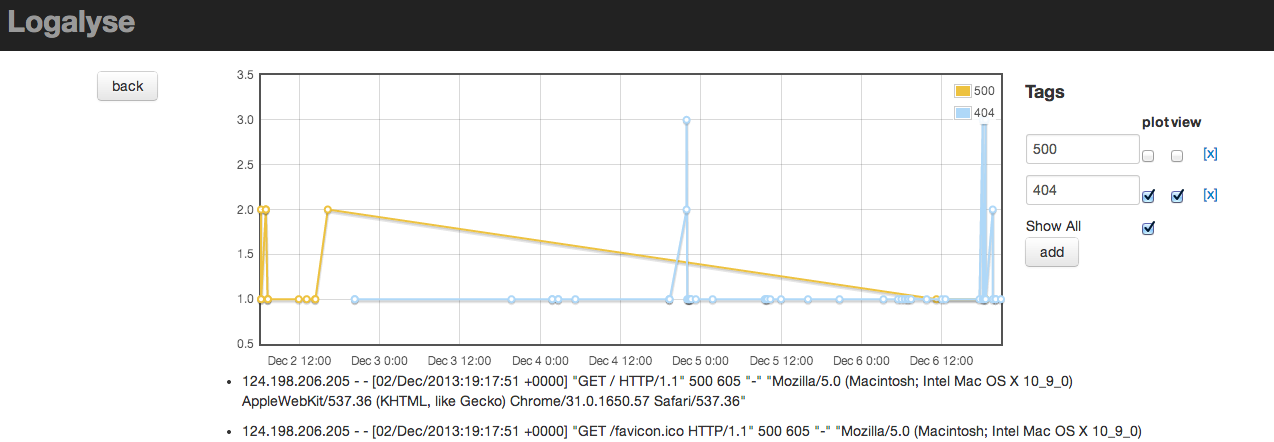 Logalyse
back
3.5
3.0
2.5
2.0
1.5
1.0
0.5
500
404
Dec 2 12:00
Dec 3 0:00
Dec 3 12:00
Dec 4 0:00
Dec 4 12:00
Dec 5 0:00
Dec 5 12:00
Dec 6 0:00
Dec 6 12:00
Tags
plot view
500 [x]
404 [x]
Show All
add
124.198.206.205 - - [02/Dec/2013:19:17:51 +0000] "GET / HTTP/1.1" 500 605 "-" "Mozilla/5.0 (Macintosh; Intel Mac OS X 10_9_0)
AppleWebKit/537.36 (KHTML, like Gecko) Chrome/31.0.1650.57 Safari/537.36"
124.198.206.205 - - [02/Dec/2013:19:17:51 +0000] "GET /favicon.ico HTTP/1.1" 500 605 "-" "Mozilla/5.0 (Macintosh; Intel Mac OS X 10_9_0)